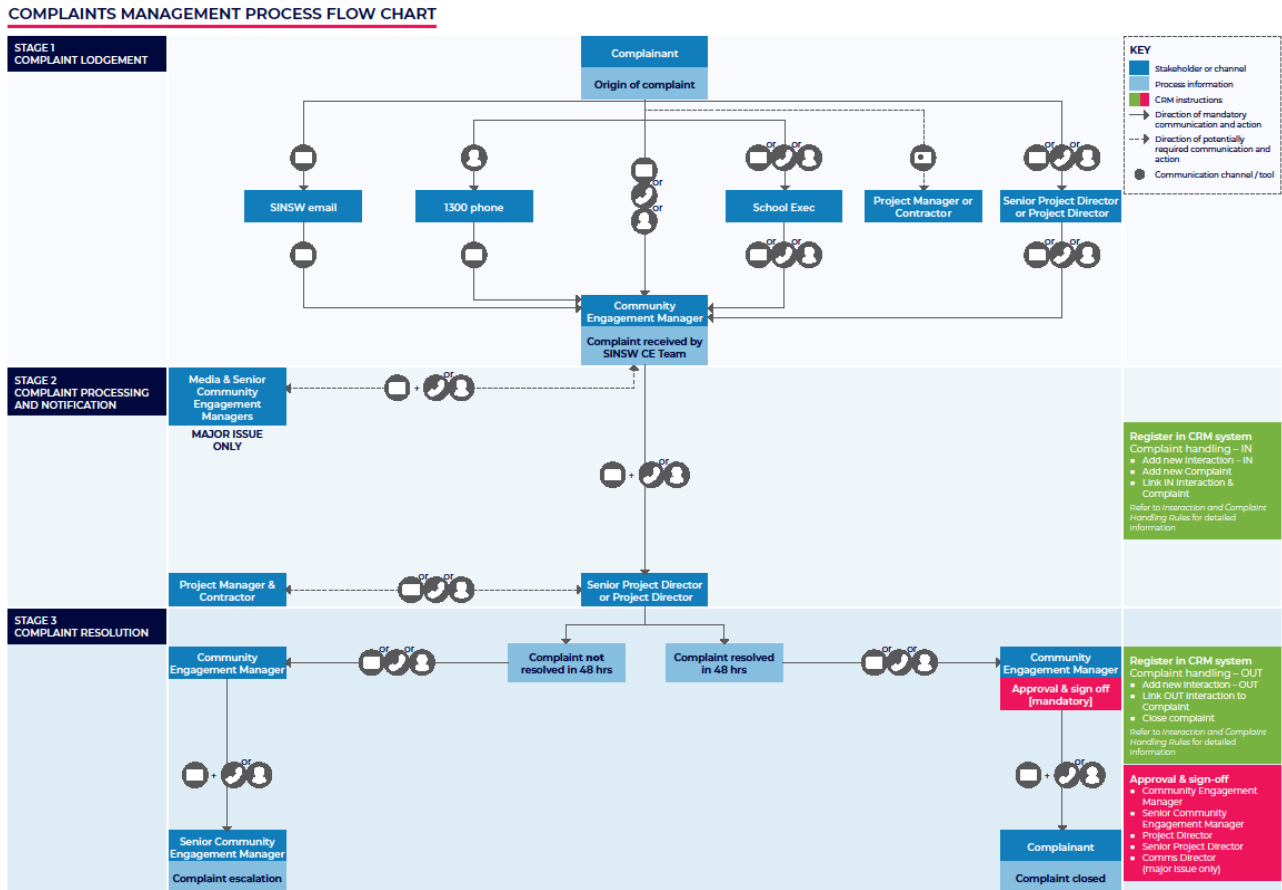 COMPLAINTS MANAGEMENT PROCESS FLOW CHART
STAGE 1
COMPLAINT LODGEMENT
Complainant
Origin of complaint
KEY
Stakeholder or channel
Process information
CRM instructions
Direction of mandatory
communication and action
Direction of potentially
required communication and
action
Communication channel / tool
or
or
or
or
or
or
SINSW email
1300 phone
School Exec
Project Manager or
Contractor
Senior Project Director
or Project Director
or
or
or
or
Community
Engagement Manager
Complaint received by
SINSW CE Team
STAGE 2
COMPLAINT PROCESSING
AND NOTIFICATION
Media & Senior
Community
Engagement
Managers
MAJOR ISSUE
ONLY
+
or
+
or
Register in CRM system
Complaint handling – IN
▪ Add new Interaction – IN
▪ Add new Complaint
▪ Link IN Interaction &
Complaint
Refer to Interaction and Complaint
Handling Rules for detailed
information
Project Manager &
Contractor
or
or
Senior Project Director
or Project Director
STAGE 3
COMPLAINT RESOLUTION
Community
Engagement Manager
or
or
Complaint not
resolved in 48 hrs
Complaint resolved
in 48 hrs
or
or
Community
Engagement Manager
Approval & sign off
[mandatory]
Register in CRM system
Complaint handling – OUT
▪ Add new Interaction – OUT
▪ Link OUT Interaction to
Complaint
▪ Close complaint
Refer to Interaction and Complaint
Handling Rules for detailed
information
+
or
+
or
Approval & sign-off
▪ Community Engagement
Manager
▪ Senior Community
Engagement Manager
▪ Project Director
▪ Senior Project Director
▪ Comms Director
(major issue only)
Senior Community
Engagement Manager
Complaint escalation
Complainant
Complaint closed